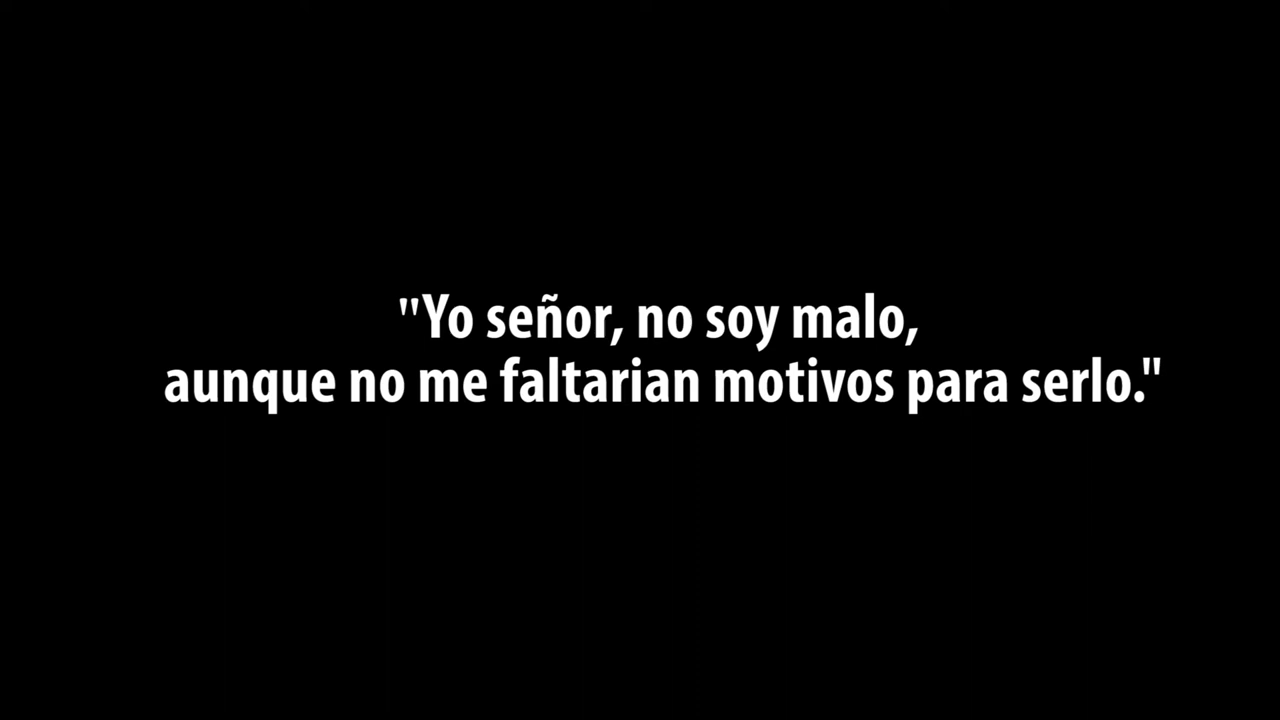 "Yo señor, no soy malo,
aunque no me faltarian motivos para serlo."